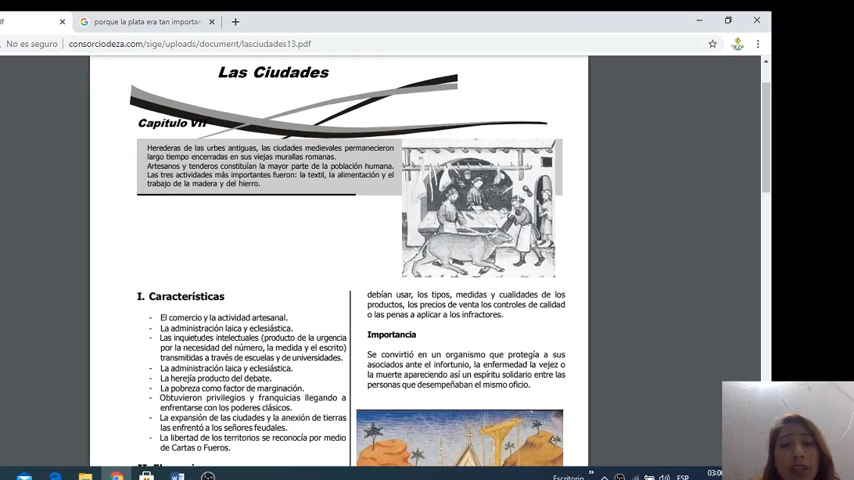 porque la plata era tan importan
No es seguro
consorciodeza.com/sige/uploads/document/lasciudades13.pdf
Las Ciudades
Capítulo VII
Herederas de las urbes antiguas, las ciudades medievales permanecieron
largo tiempo encerradas en sus viejas murallas romanas.
Artesanos y tenderos constituían la mayor parte de la población humana.
Las tres actividades más importantes fueron: la textil, la alimentación y el
trabajo de la madera y del hierro.
I. Características
- El comercio y la actividad artesanal.
- La administración laica y eclesiástica.
- Las inquietudes intelectuales (producto de la urgencia
por la necesidad del número, la medida y el escrito)
transmitidas a través de escuelas y de universidades.
- La administración laica y eclesiástica.
- La herejía producto del debate.
- La pobreza como factor de marginación.
- Obtuvieron privilegios y franquicias llegando a
enfrentarse con los poderes clásicos.
- La expansión de las ciudades y la anexión de tierras
las enfrentó a los señores feudales.
- La libertad de los territorios se reconocía por medio
de Cartas o Fueros.
debían usar, los tipos, medidas y cualidades de los
productos, los precios de venta los controles de calidad
o las penas a aplicar a los infractores.
Importancia
Se convirtió en un organismo que protegía a sus
asociados ante el infortunio, la enfermedad la vejez o
la muerte apareciendo así un espíritu solidario entre las
personas que desempeñaban el mismo oficio.
Escritorio
ESP